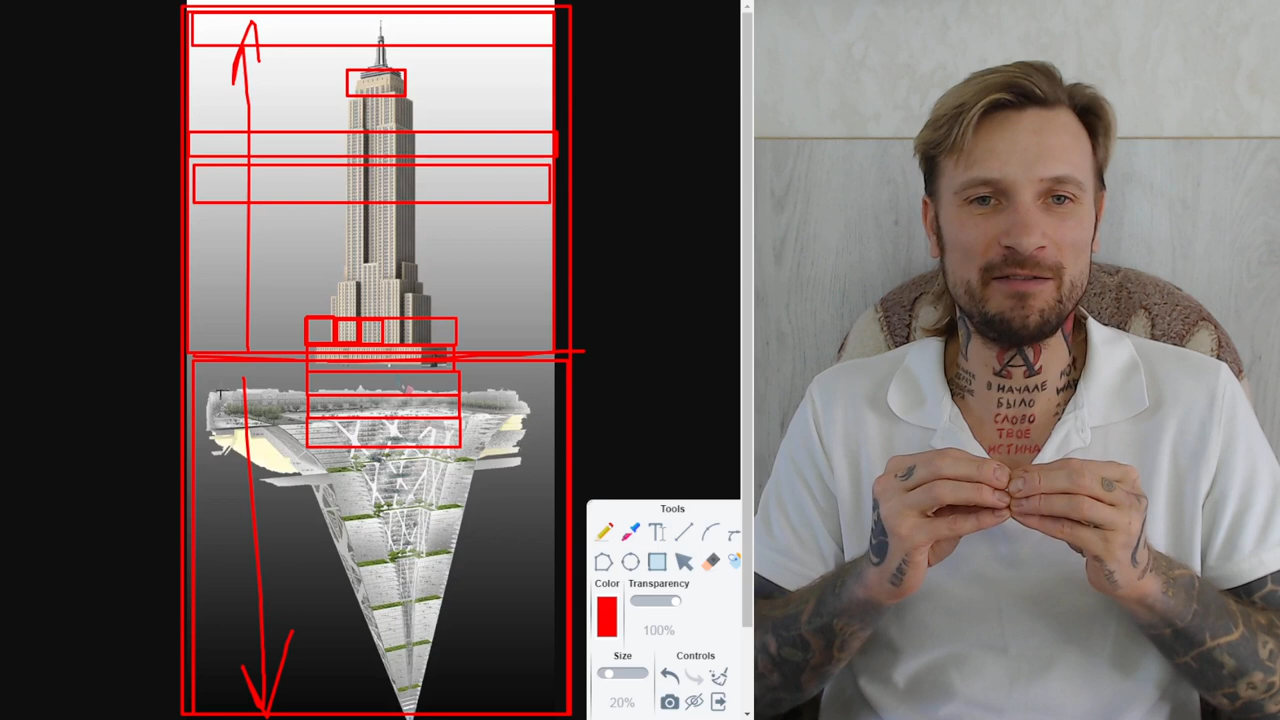 Tools
Color
Transparency
100%
Size
Controls
20%
А
В НАЧАЛЕ
БЫЛО
СЛОВО
ТВОЕ
ИСТИНА